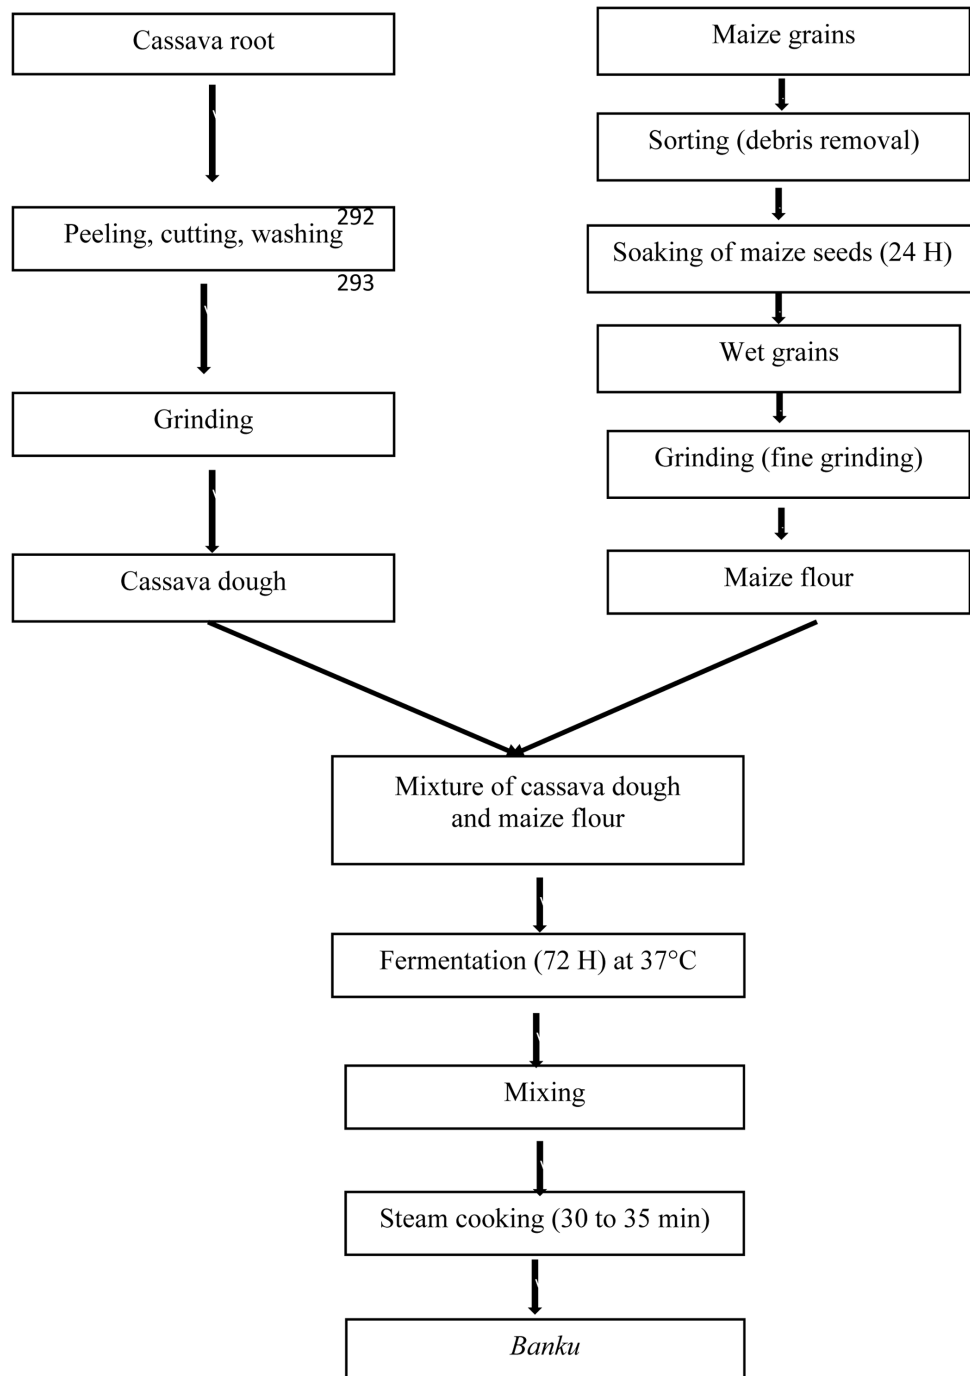 Cassava root
Peeling, cutting, washing
292
293
Grinding
Cassava dough
Maize grains
Sorting (debris removal)
Soaking of maize seeds (24 H)
Wet grains
Grinding (fine grinding)
Maize flour
Mixture of cassava dough
and maize flour
Fermentation (72 H) at 37°C
Mixing
Steam cooking (30 to 35 min)
Banku